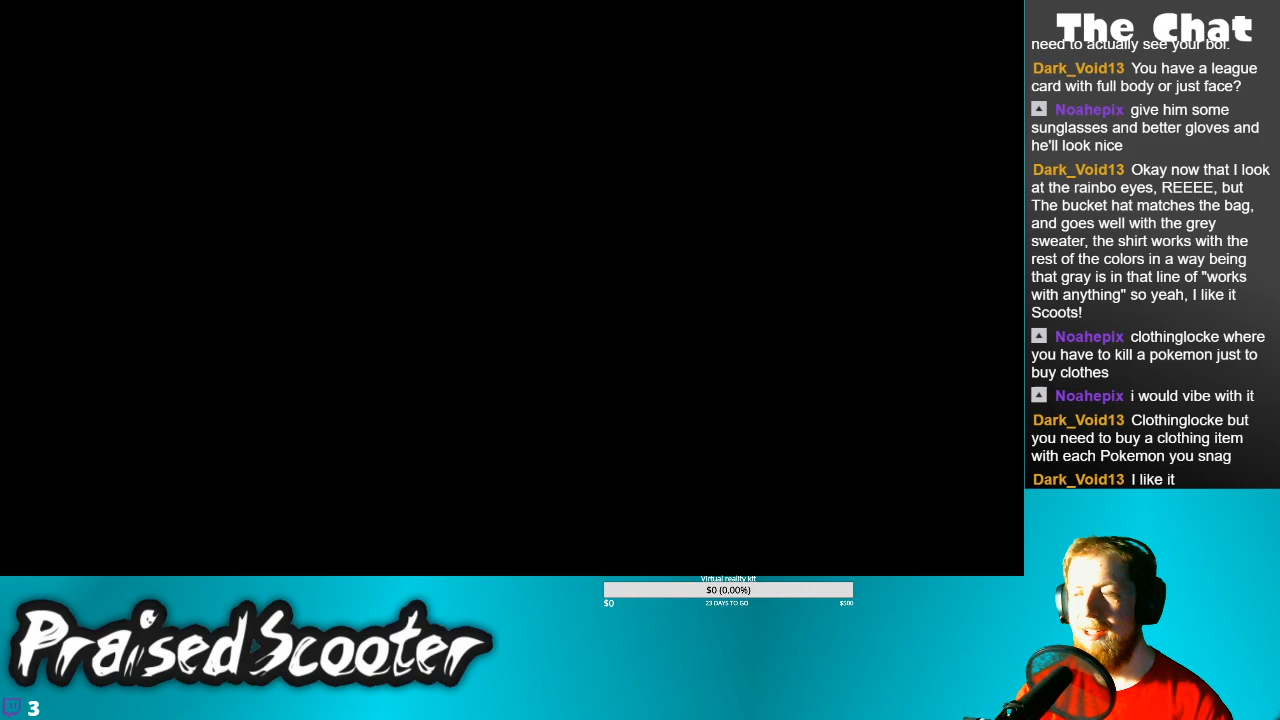 The Chat
need to actually see your boi.
Dark_Void13 You have a league
card with full body or just face?
Noahepix give him some
sunglasses and better gloves and
he'll look nice
Dark_Void13 Okay now that I look
at the rainbo eyes, REEEE, but
The bucket hat matches the bag,
and goes well with the grey
sweater, the shirt works with the
rest of the colors in a way being
that gray is in that line of "works
with anything" so yeah, I like it
Scoots!
Noahepix clothinglocke where
you have to kill a pokemon just to
buy clothes
Noahepix i would vibe with it
Dark_Void13 Clothinglocke but
you need to buy a clothing item
with each Pokemon you snag
Dark_Void13 I like it
Virtual reality kit
$0 (0.00%)
$0 23 DAYS TO GO $500
Praised Scooter
3